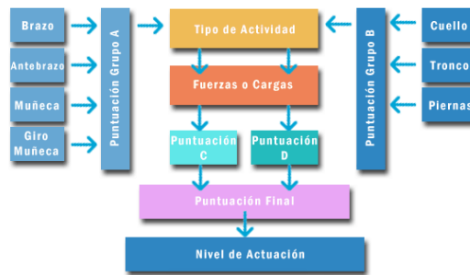 Brazo
Antebrazo
Muñeca
Giro
Muñeca
Puntuación Grupo A
Tipo de Actividad
Fuerzas o Cargas
Puntuación
C
Puntuación
D
Puntuación Final
Nivel de Actuación
Puntuación Grupo B
Cuello
Tronco
Piernas